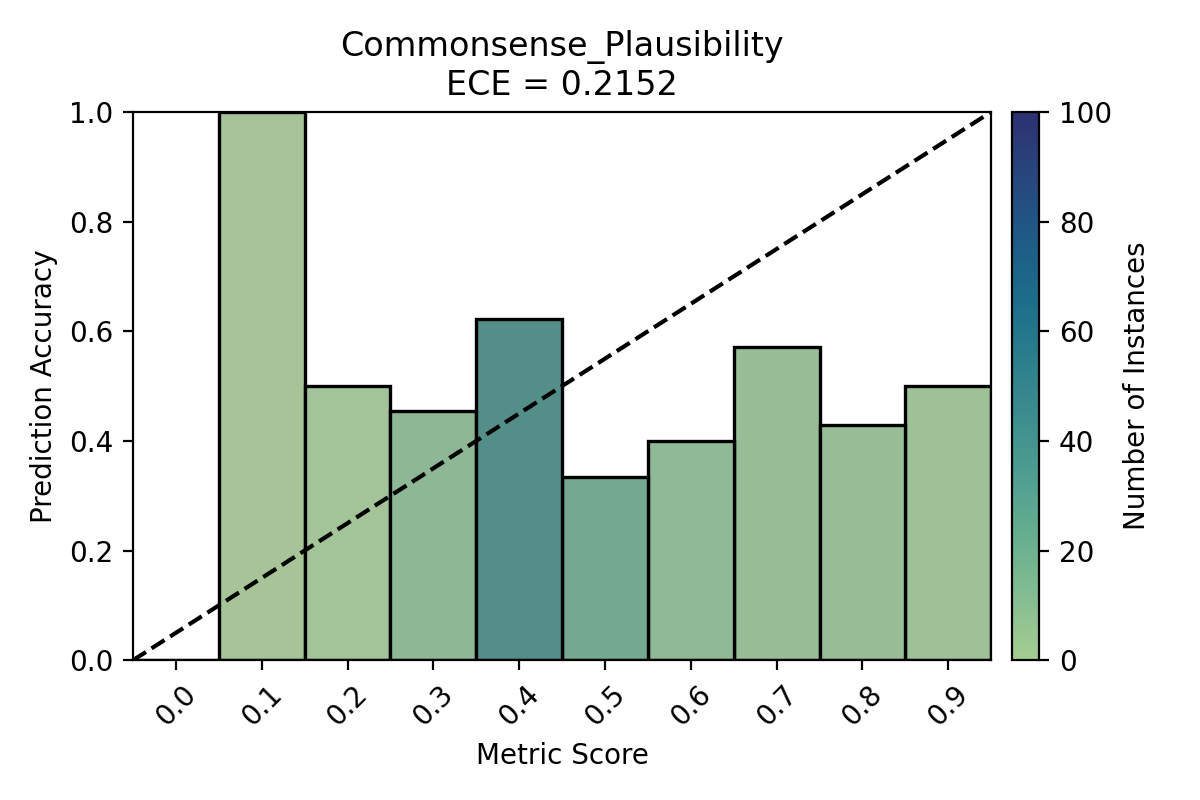 Commonsense_Plausibility
ECE = 0.2152
1.0
0.8
0.6
0.4
0.2
0.0
Prediction Accuracy
0.0 0.1 0.2 0.3 0.4 0.5 0.6 0.7 0.8 0.9
Metric Score
100
80
60
40
20
0
Number of Instances